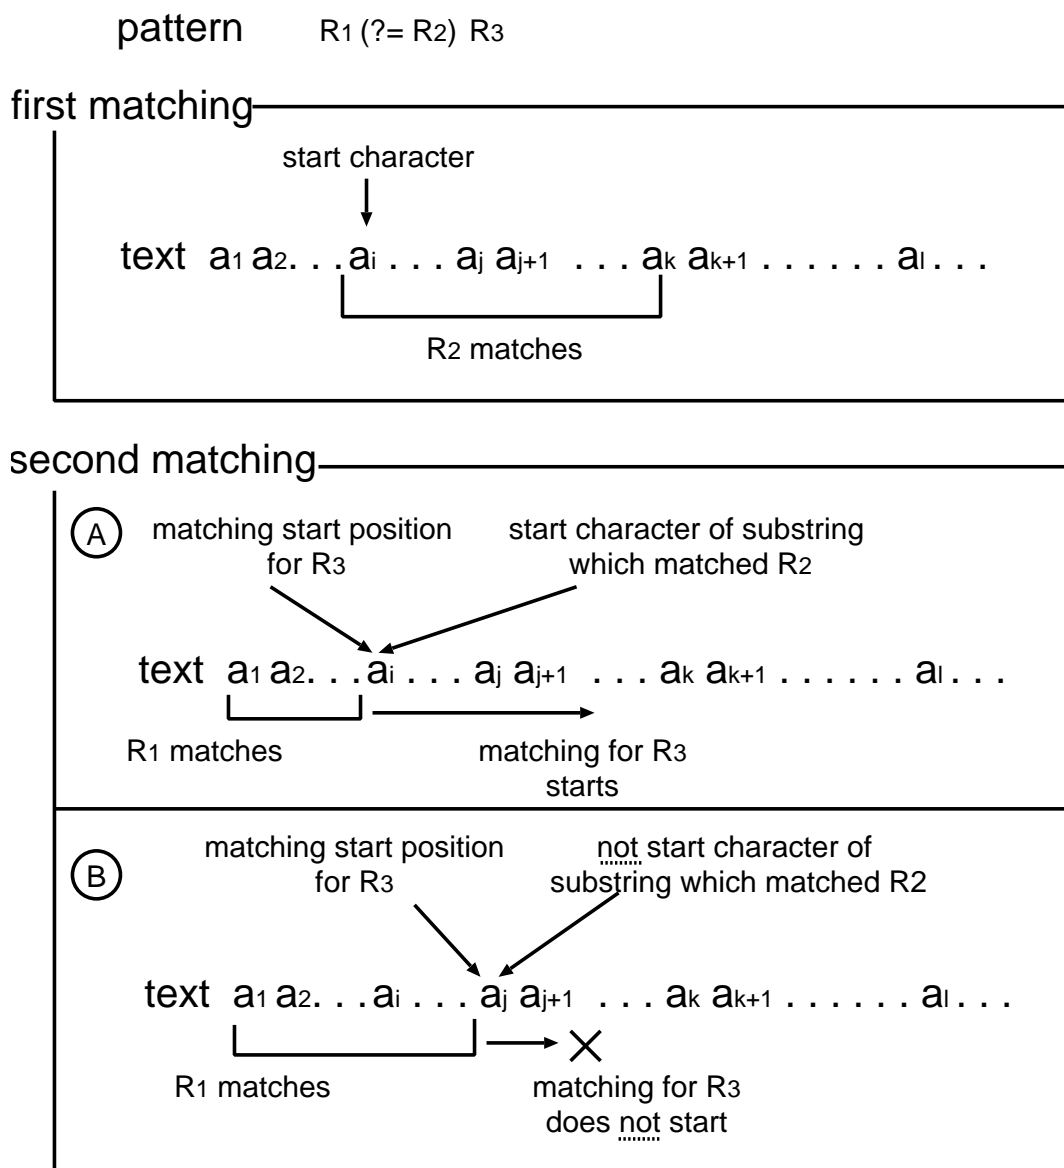 pattern R1 (?= R2) R3
first matching
start character
text a1 a2. . . ai . . . aj aj+1 . . . ak ak+1 . . . . . . al . . .
R2 matches
second matching
A matching start position start character of substring
for R3 which matched R2
text a1 a2. . . ai . . . aj aj+1 . . . ak ak+1 . . . . . . al . . .
R1 matches matching for R3
starts
B matching start position not start character of
for R3 substring which matched R2
text a1 a2. . . ai . . . aj aj+1 . . . ak ak+1 . . . . . . al . . .
R1 matches matching for R3
does not start